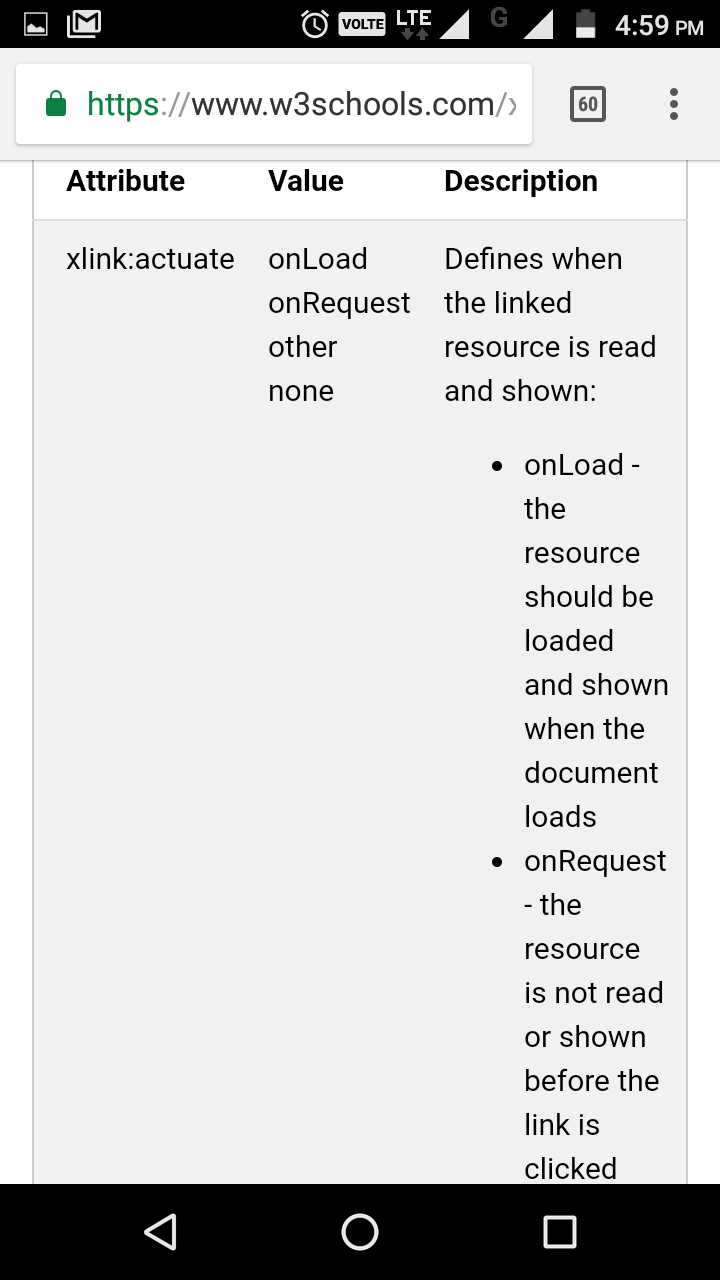 VOLTE LTE G 4:59 PM
https://www.w3schools.com/
60
Attribute Value Description
xlink:actuate onLoad Defines when
onRequest the linked
other resource is read
none and shown:
• onLoad -
the
resource
should be
loaded
and shown
when the
document
loads
• onRequest
- the
resource
is not read
or shown
before the
link is
clicked